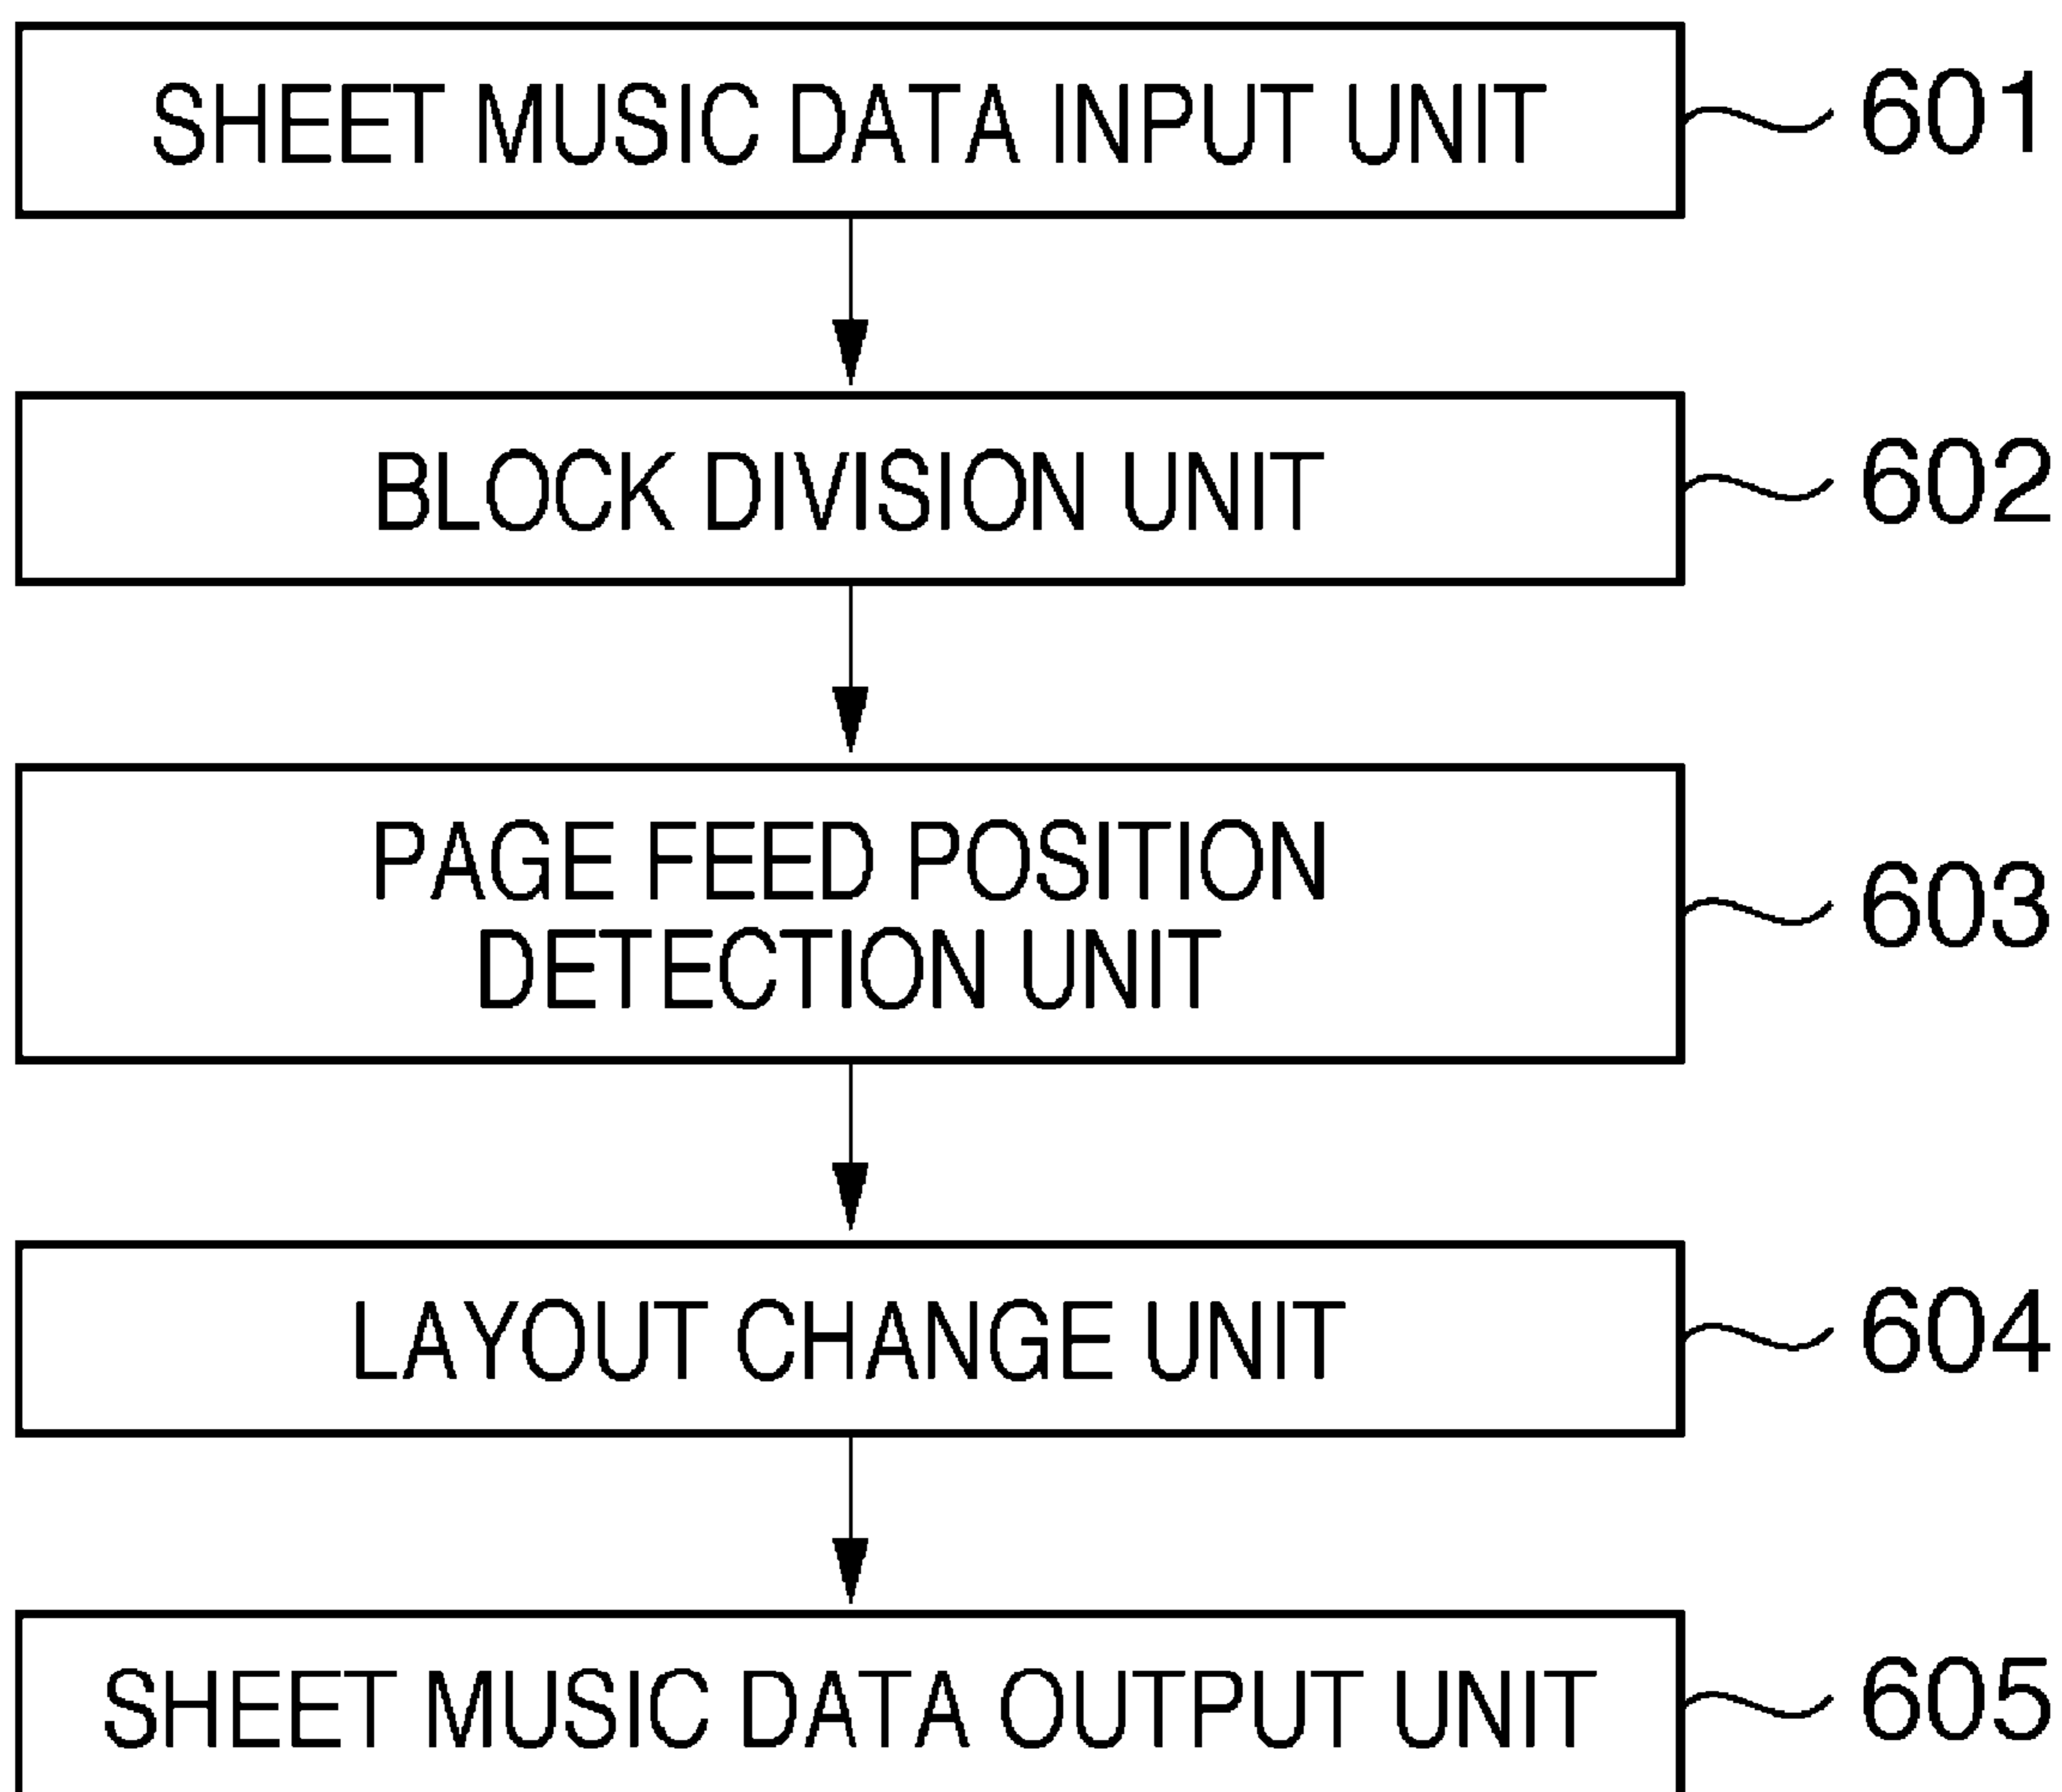 SHEET MUSIC DATA INPUT UNIT 601
BLOCK DIVISION UNIT 602
PAGE FEED POSITION
DETECTION UNIT 603
LAYOUT CHANGE UNIT 604
SHEET MUSIC DATA OUTPUT UNIT 605